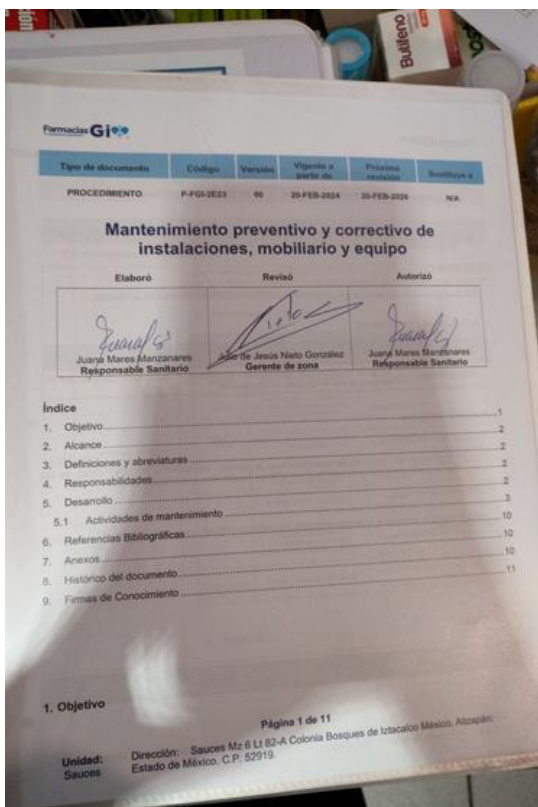 Butifeno
Farmacias Gi
Tipo de documento Código Versión Vigente a partir de Próxima revisión Sustituye a
PROCEDIMIENTO P-FGI-2E23 00 20-FEB-2024 20-FEB-2026 N/A
Mantenimiento preventivo y correctivo de
instalaciones, mobiliario y equipo
Elaboró Revisó Autorizó
Juana Mares Manzanares de Jesús Nieto González Juana Mares Manzanares
Responsable Sanitario Gerente de zona Responsable Sanitario
Índice
1. Objetivo 1
2. Alcance 2
3. Definiciones y abreviaturas 2
4. Responsabilidades 2
5. Desarrollo 2
5.1 Actividades de mantenimiento 3
6. Referencias Bibliográficas 10
7. Anexos 10
8. Histórico del documento 10
9. Firmas de Conocimiento 11
1. Objetivo
Página 1 de 11
Unidad: Dirección: Sauces Mz 6 Lt 82-A Colonia Bosques de Iztacalco México, Atizapán;
Sauces Estado de México. C.P. 52919.